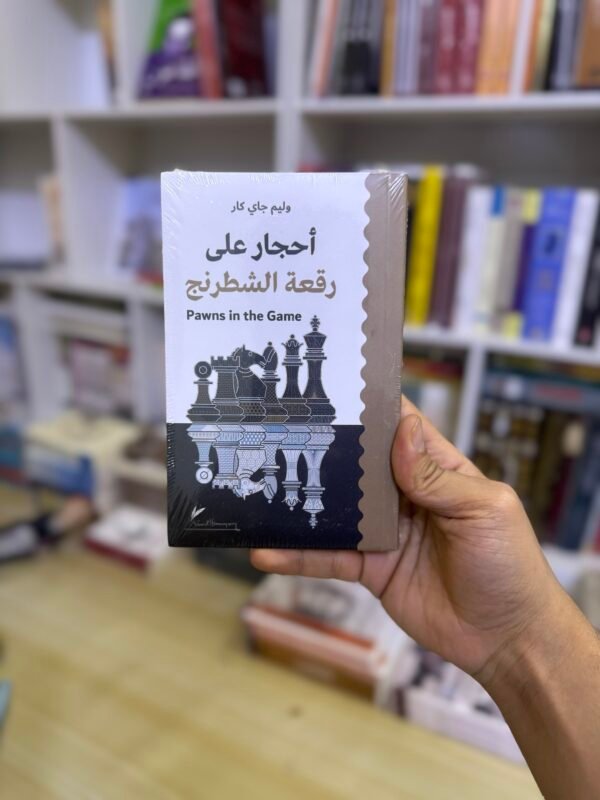 وليم جاي كار
أحجار على
رقعة الشطرنج
Pawns in the Game